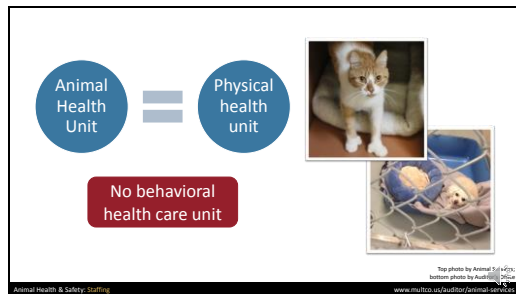 Animal
Health
Unit
Physical
health
unit
No behavioral
health care unit
Top photo by Animal
bottom photo by
Animal Health & Safety: Staffing
www.multco.us/auditor/animal-services